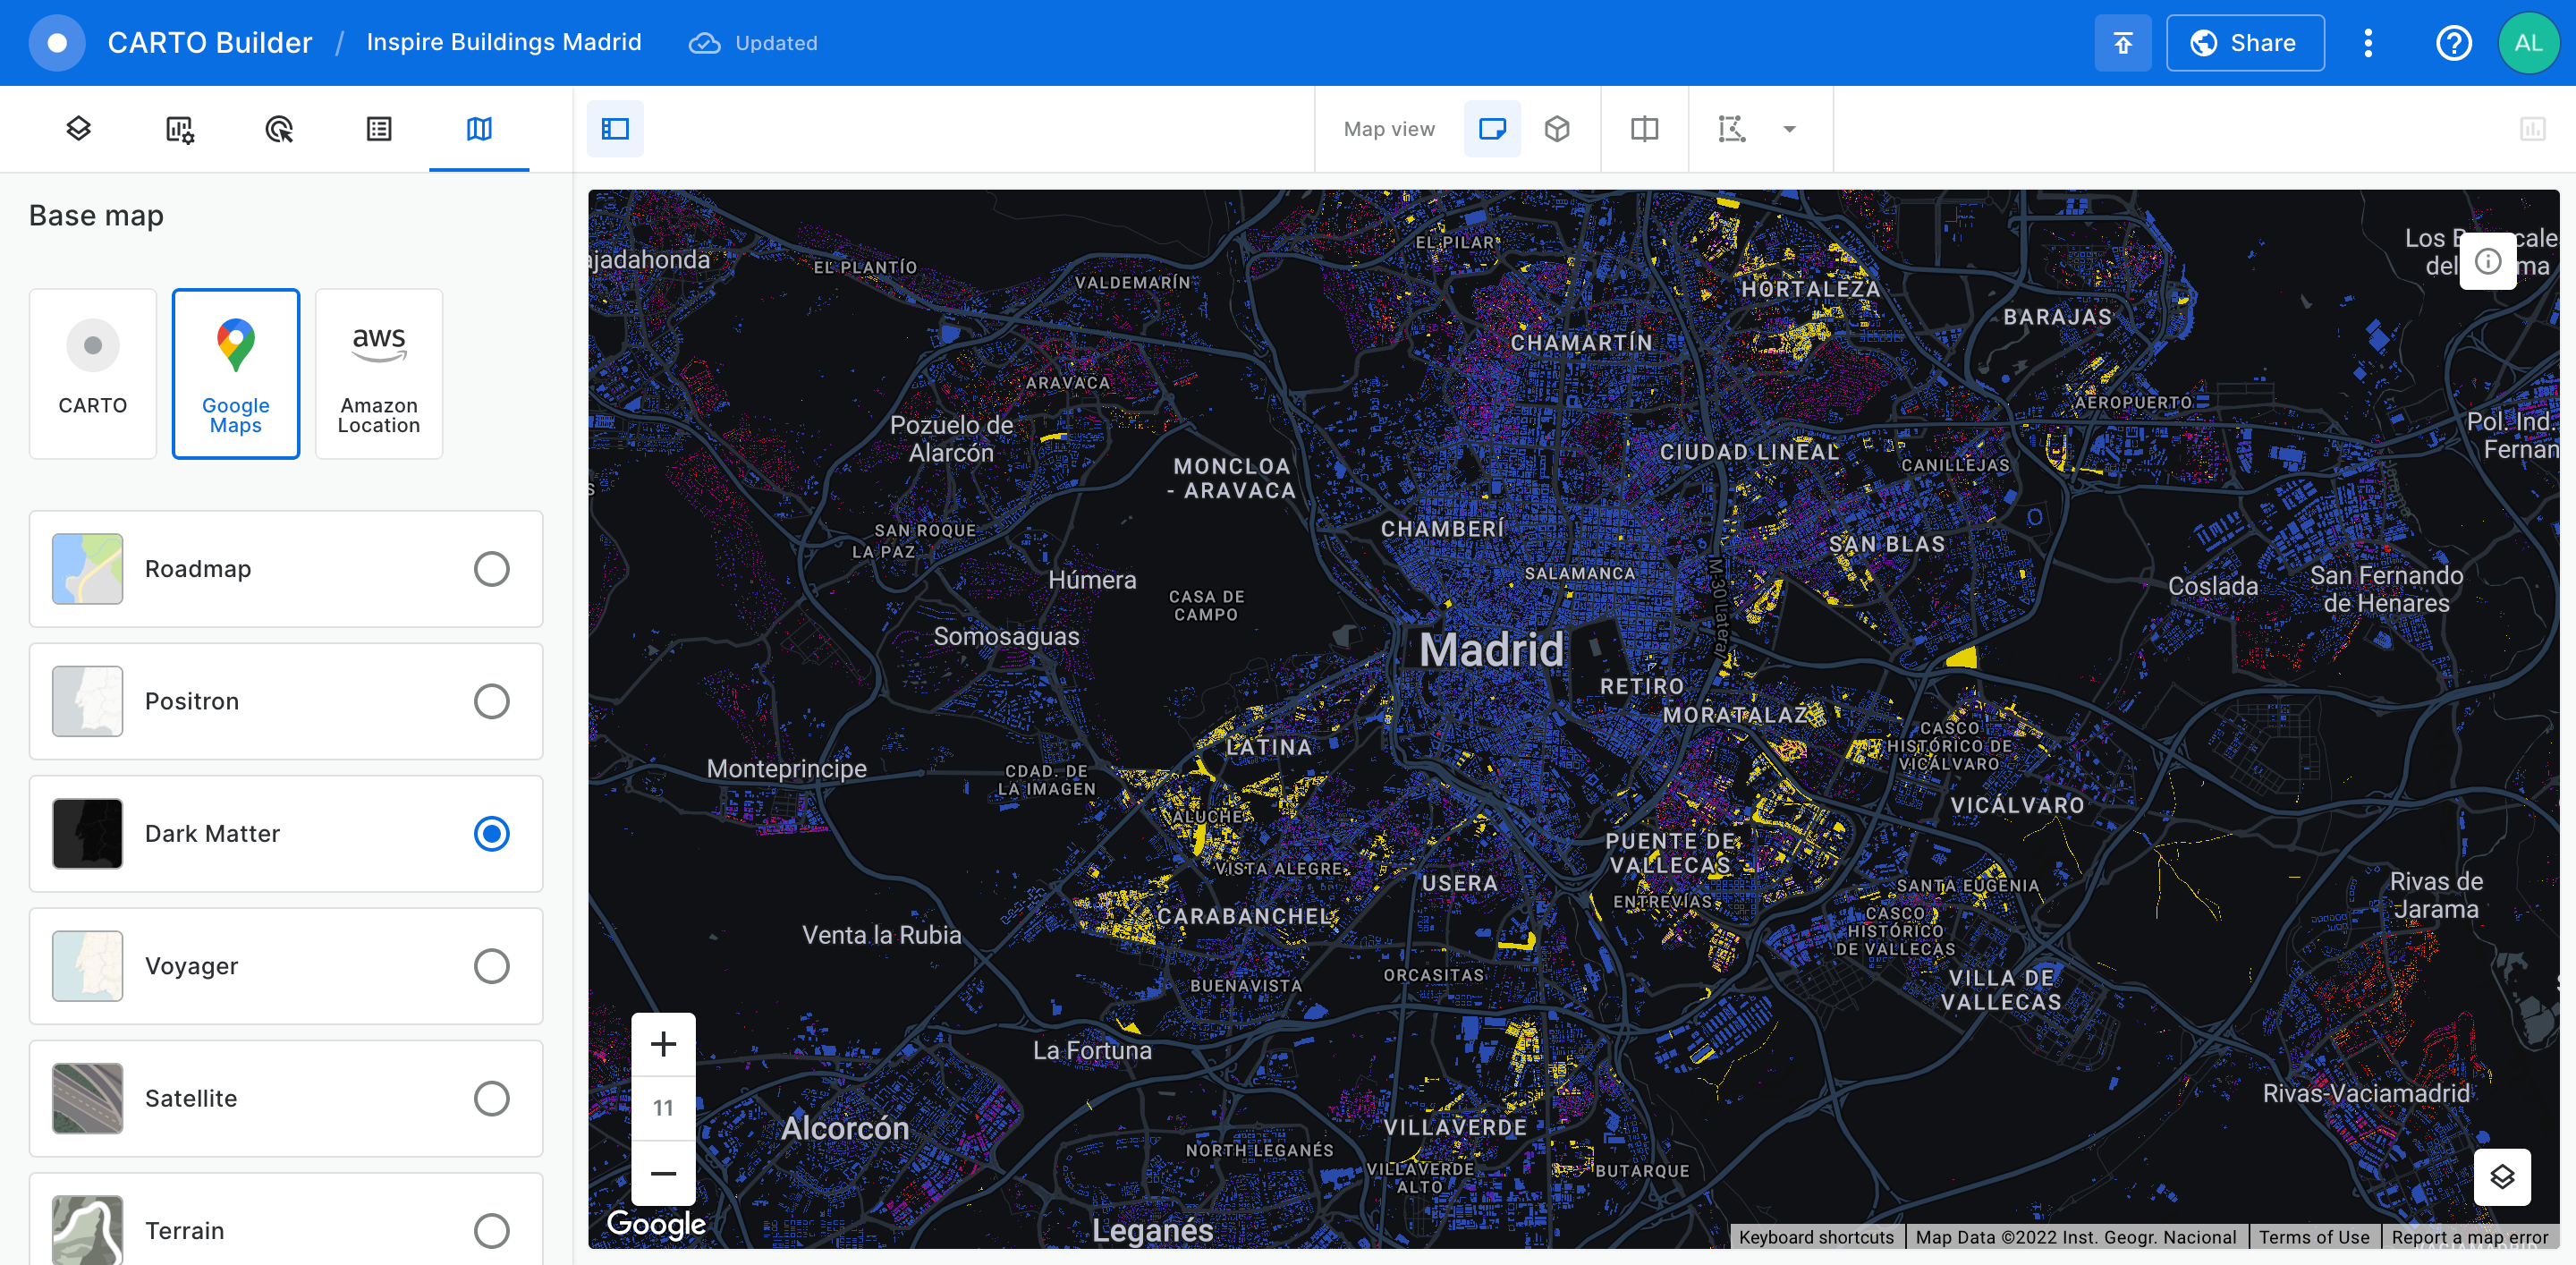 CARTO Builder / Inspire Buildings Madrid Updated
Share
AL
Map view
Base map
CARTO
Google
Maps
aws
Amazon
Location
Roadmap
Positron
Dark Matter
Voyager
Satellite
Terrain
ajadahonda
EL PLANTÍO
VALDEMARÍN
EL PILAR
HORTALEZA
BARAJAS
CHAMARTÍN
ARAVACA
AEROPUERTO
Pozuelo de
Alarcón
MONCLOA
- ARAVACA
CIUDAD LINEAL
CANILLEJAS
Pol. Ind.
Fernan
SAN ROQUE
LA PAZ
CHAMBERÍ
SAN BLAS
Húmera
SALAMANCA
M-30 Lateral
CASA DE
CAMPO
Coslada
San Fernando
de Henares
Somosaguas
Madrid
RETIRO
MORATALAZ
LATINA
CASCO
HISTÓRICO DE
VICÁLVARO
Monteprincipe
CDAD. DE
LA IMAGEN
VICÁLVARO
ALUCHE
PUENTE DE
VALLECAS
VISTA ALEGRE
USERA
SANTA EUGENIA
Rivas de
Jarama
ENTREVÍAS
CARABANCHEL
CASCO
HISTÓRICO
DE VALLECAS
Venta la Rubia
ORCASITAS
BUENAVISTA
VILLA DE
VALLECAS
La Fortuna
Rivas-Vaciamadrid
11
Alcorcón
VILLAVERDE
NORTH LEGANÉS
VILLAVERDE
ALTO
BUTARQUE
Leganés
Google
Keyboard shortcuts
Map Data ©2022 Inst. Geogr. Nacional
Terms of Use
Report a map error